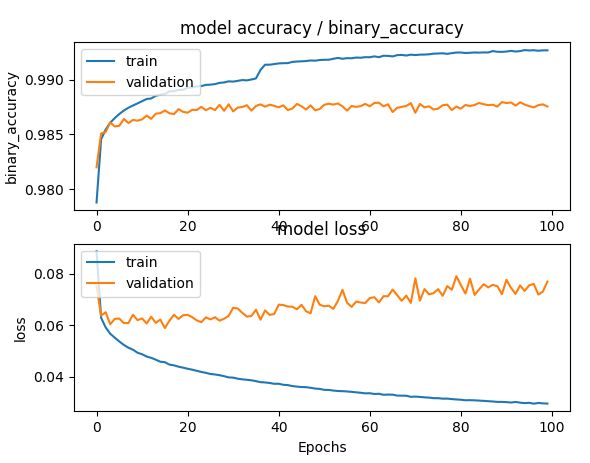 model accuracy / binary_accuracy
binary_accuracy
0.990
0.985
0.980
train
validation
0 20 40 60 80 100
model loss
loss
0.08
0.06
0.04
train
validation
0 20 40 60 80 100
Epochs